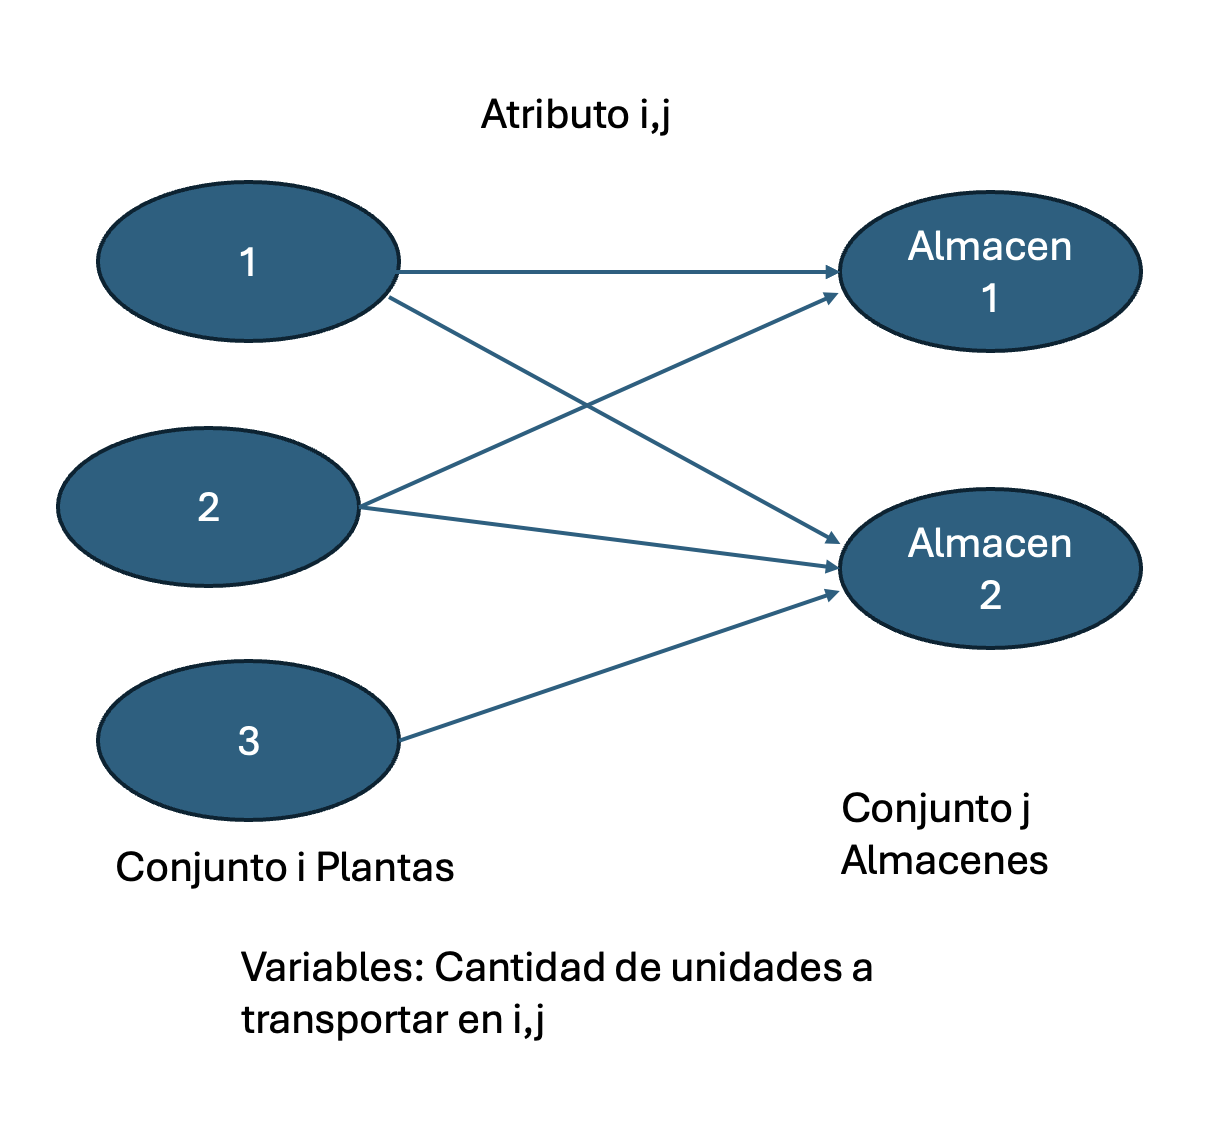 Atributo i,j
1
Almacen
1
2
Almacen
2
3
Conjunto i Plantas
Conjunto j
Almacenes
Variables: Cantidad de unidades a
transportar en i,j